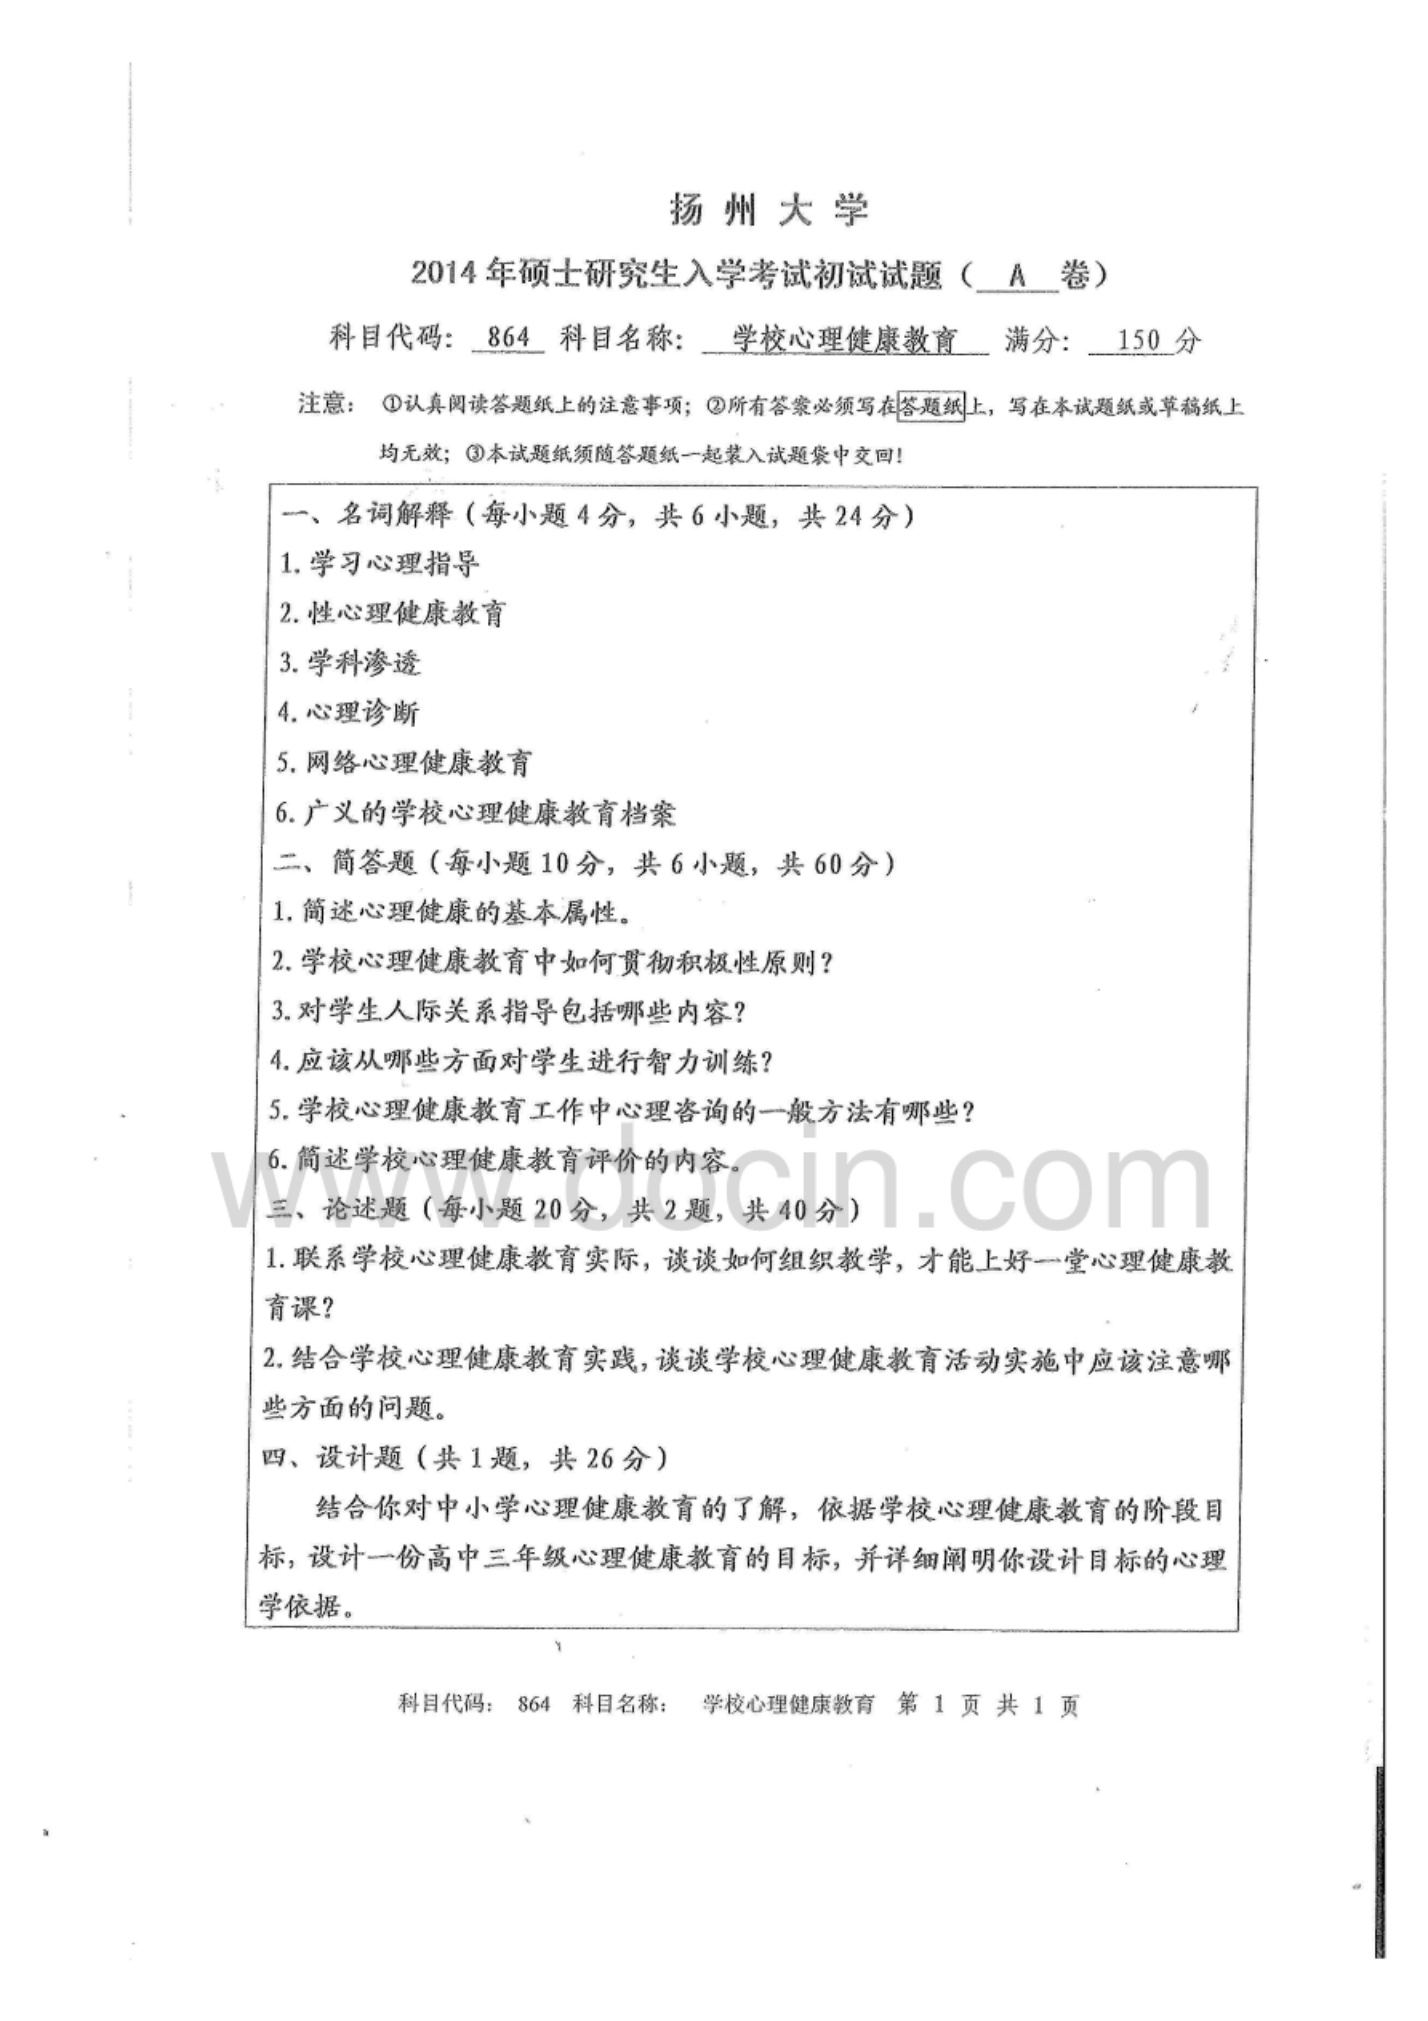 扬州大学
2014年硕士研究生入学考试初试试题（ A 卷）
科目代码： 864 科目名称： 学校心理健康教育 满分： 150 分
注意： ①认真阅读答题纸上的注意事项；②所有答案必须写在答题纸上，写在本试题纸或草稿纸上
均无效；③本试题纸须随答题纸一起装入试题袋中交回!
一、名词解释（每小题4分，共6小题，共24分）
1.学习心理指导
2.性心理健康教育
3.学科渗透
4.心理诊断
5.网络心理健康教育
6.广义的学校心理健康教育档案
二、简答题（每小题10分，共6小题，共60分）
1.简述心理健康的基本属性。
2.学校心理健康教育中如何贯彻积极性原则?
3.对学生人际关系指导包括哪些内容?
4.应该从哪些方面对学生进行智力训练?
5.学校心理健康教育工作中心理咨询的一般方法有哪些?
6.简述学校心理健康教育评价的内容。
www.docin.com
三、论述题（每小题20分，共2题，共40分）
1.联系学校心理健康教育实际，谈谈如何组织教学，才能上好一堂心理健康教
育课?
2.结合学校心理健康教育实践，谈谈学校心理健康教育活动实施中应该注意哪
些方面的问题。
四、设计题（共1题，共26分）
结合你对中小学心理健康教育的了解，依据学校心理健康教育的阶段目
标，设计一份高中三年级心理健康教育的目标，并详细阐明你设计目标的心理
学依据。
科目代码： 864 科目名称： 学校心理健康教育 第 1 页 共 1 页